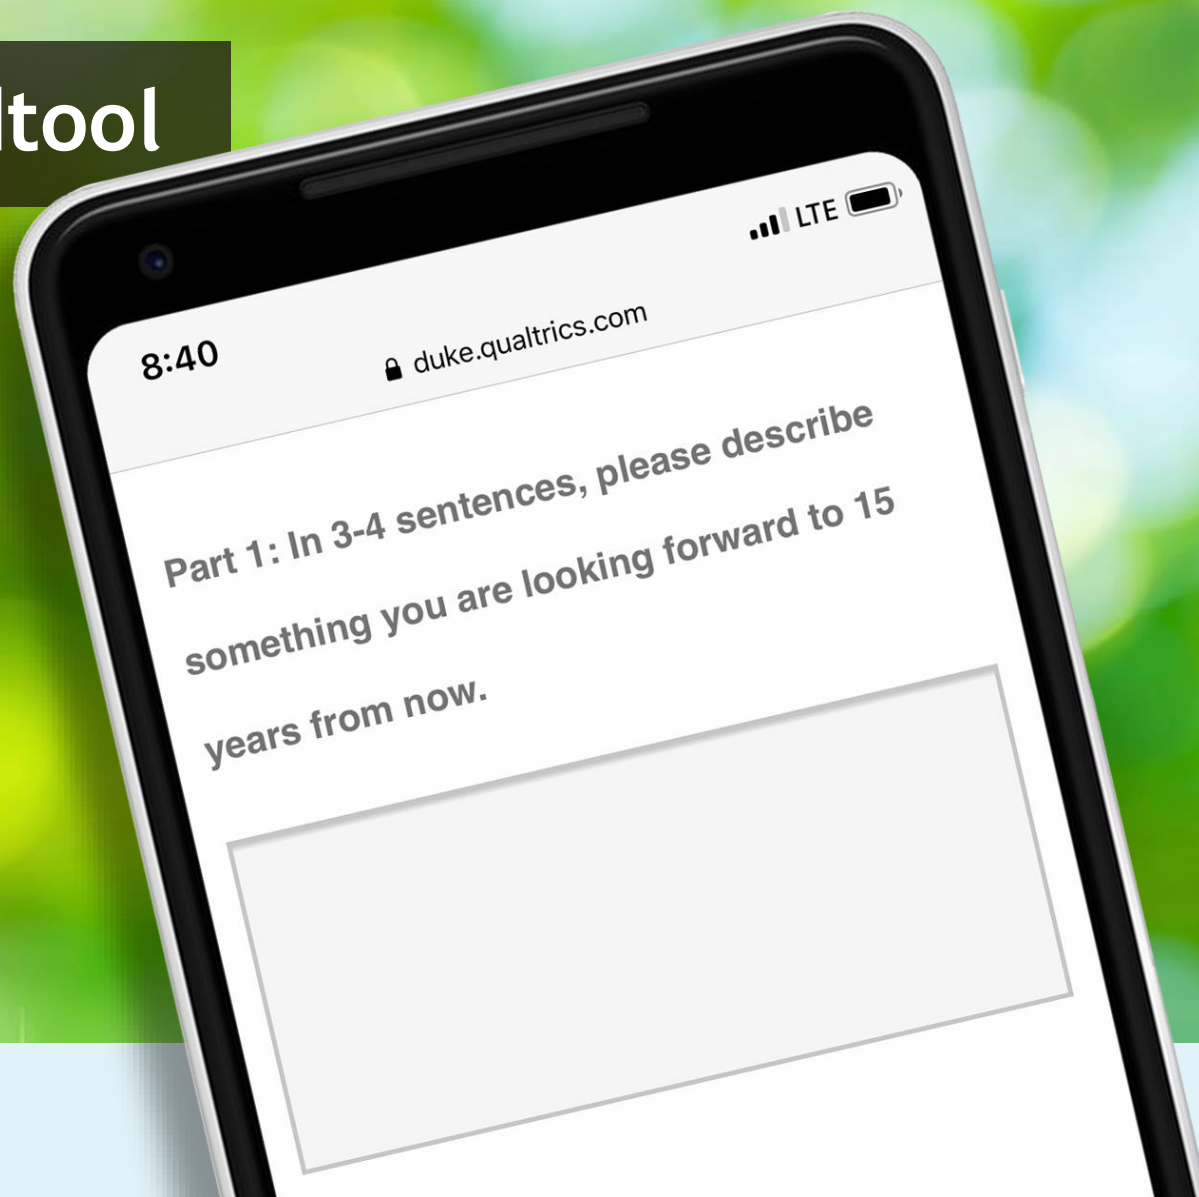 ltool
8:40
LTE
duke.qualtrics.com
Part 1: In 3-4 sentences, please describe
something you are looking forward to 15
years from now.